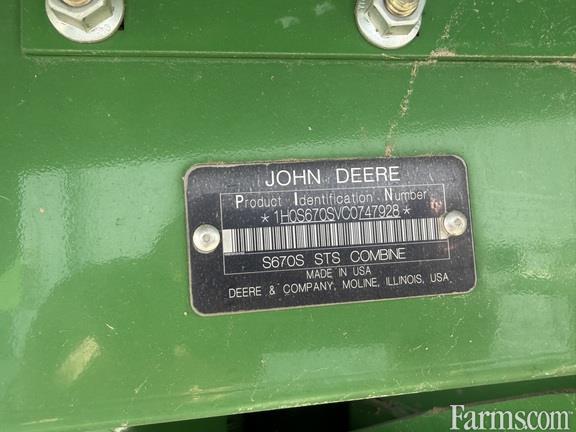 JOHN DEERE
Product Identification Number
*1H0S670SVC0747928*
S670S STS COMBINE
MADE IN USA
DEERE & COMPANY, MOLINE, ILLINOIS, USA
Farms.com